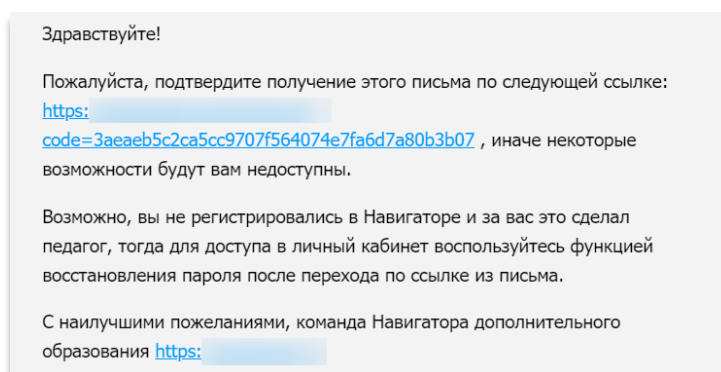 Здравствуйте!
Пожалуйста, подтвердите получение этого письма по следующей ссылке:
https:
code=3aeaeb5c2ca5cc9707f564074e7fa6d7a80b3b07 , иначе некоторые
возможности будут вам недоступны.
Возможно, вы не регистрировались в Навигаторе и за вас это сделал
педагог, тогда для доступа в личный кабинет воспользуйтесь функцией
восстановления пароля после перехода по ссылке из письма.
С наилучшими пожеланиями, команда Навигатора дополнительного
образования https: